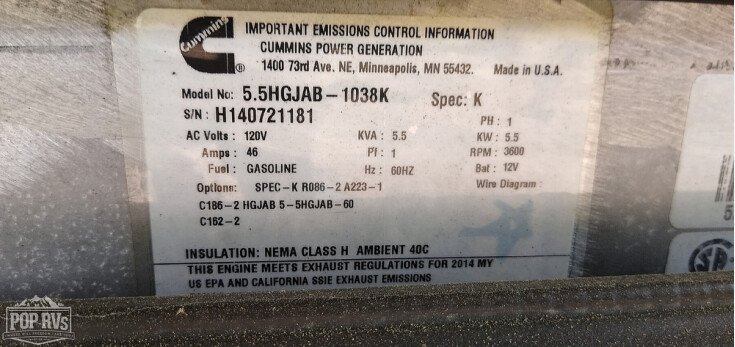 Cummins
IMPORTANT EMISSIONS CONTROL INFORMATION
CUMMINS POWER GENERATION
1400 73rd Ave. NE, Minneapolis, MN 55432. Made in U.S.A.
Model No: 5.5HGJAB-1038K Spec: K
S/N : H140721181 PH : 1
AC Volts : 120V KVA : 5.5 KW : 5.5
Amps : 46 Pf : 1 RPM : 3600
Fuel : GASOLINE Hz : 60HZ Bat : 12V
Options: SPEC-K R086-2 A223-1 Wire Diagram :
C186-2 HGJAB 5-5HGJAB-60
C162-2
INSULATION: NEMA CLASS H AMBIENT 40C
THIS ENGINE MEETS EXHAUST REGULATIONS FOR 2014 MY
US EPA AND CALIFORNIA SSIE EXHAUST EMISSIONS
POP RVs